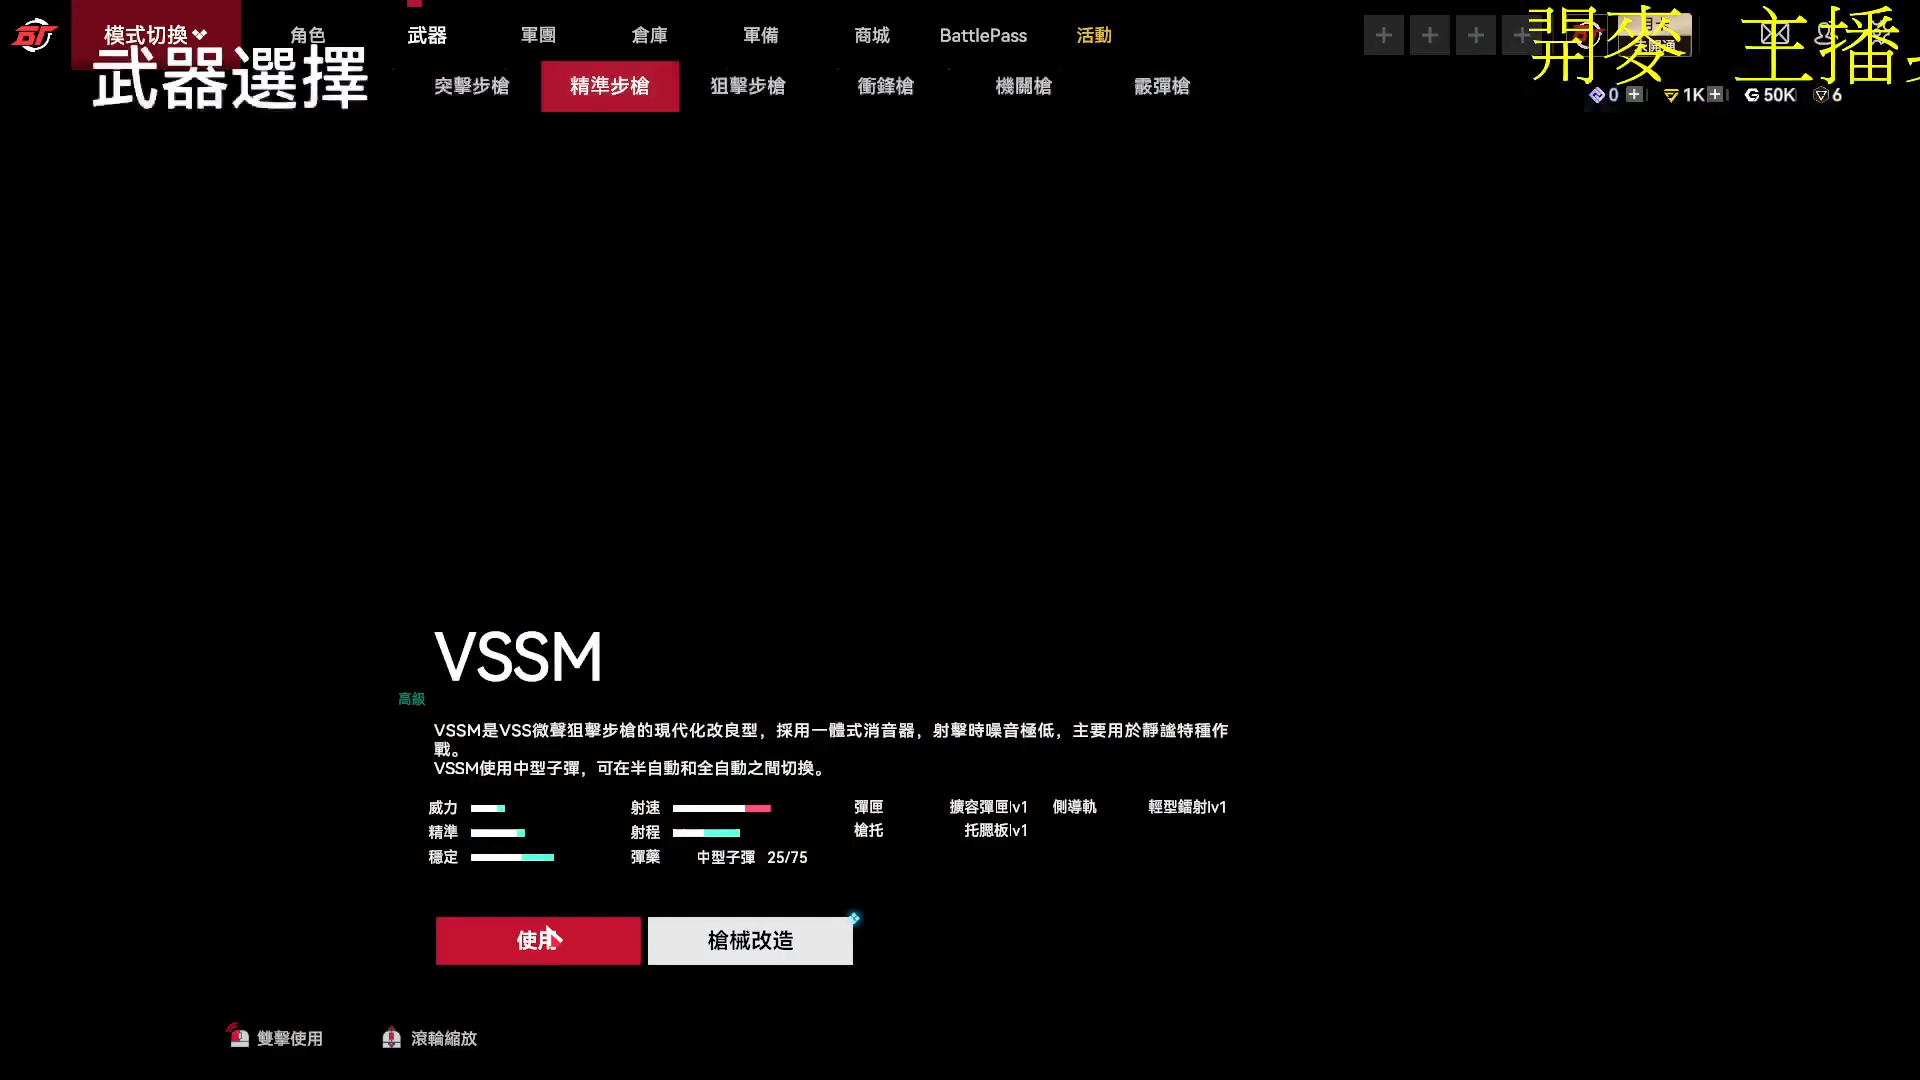 模式切換
角色
武器
軍團
倉庫
軍備
商城
BattlePass
活動
開麥 主播
武器選擇
突擊步槍
精準步槍
狙擊步槍
衝鋒槍
機關槍
霰彈槍
0
1K
50K
6
VSSM
高級
VSSM是VSS微聲狙擊步槍的現代化改良型，採用一體式消音器，射擊時噪音極低，主要用於靜謐特種作
戰。
VSSM使用中型子彈，可在半自動和全自動之間切換。
威力
射速
彈匣 擴容彈匣lv1 側導軌 輕型鐳射lv1
精準
射程
槍托 托腮板lv1
穩定
彈藥 中型子彈 25/75
使用
槍械改造
雙擊使用
滾輪縮放